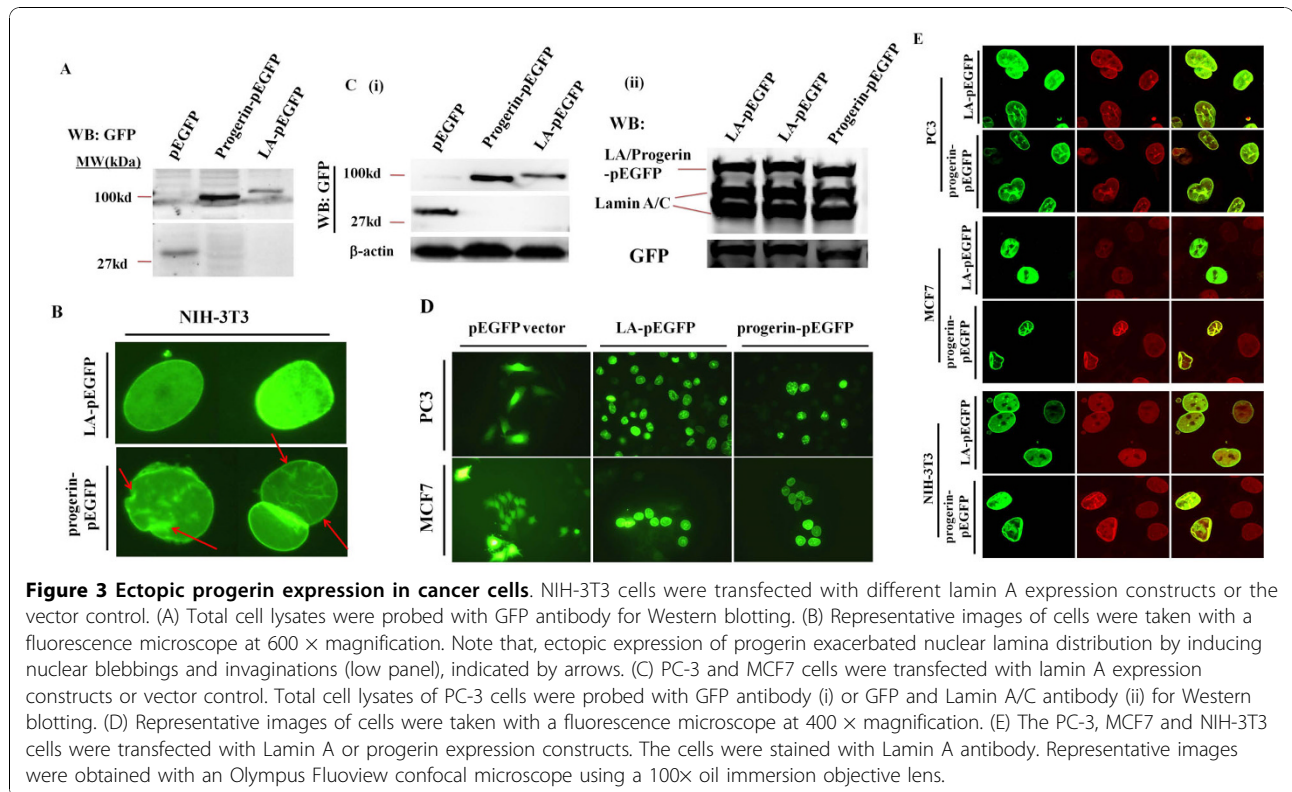 A
WB: GFP
MW(kDa)
pEGFP
Progerin-pEGFP
LA-pEGFP
100kd
27kd
B
NIH-3T3
LA-pEGFP
progerin-
pEGFP
C (i)
pEGFP
Progerin-pEGFP
LA-pEGFP
WB: GFP
100kd
27kd
β-actin
(ii)
WB:
LA-pEGFP
LA-pEGFP
Progerin-pEGFP
LA/Progerin
-pEGFP
Lamin A/C
GFP
D
pEGFP vector
LA-pEGFP
progerin-pEGFP
PC3
MCF7
E
PC3
LA-pEGFP
progerin-
pEGFP
MCF7
LA-pEGFP
progerin-
pEGFP
NIH-3T3
LA-pEGFP
progerin-
pEGFP
Figure 3 Ectopic progerin expression in cancer cells. NIH-3T3 cells were transfected with different lamin A expression constructs or the
vector control. (A) Total cell lysates were probed with GFP antibody for Western blotting. (B) Representative images of cells were taken with a
fluorescence microscope at 600 × magnification. Note that, ectopic expression of progerin exacerbated nuclear lamina distribution by inducing
nuclear blebbings and invaginations (low panel), indicated by arrows. (C) PC-3 and MCF7 cells were transfected with lamin A expression
constructs or vector control. Total cell lysates of PC-3 cells were probed with GFP antibody (i) or GFP and Lamin A/C antibody (ii) for Western
blotting. (D) Representative images of cells were taken with a fluorescence microscope at 400 × magnification. (E) The PC-3, MCF7 and NIH-3T3
cells were transfected with Lamin A or progerin expression constructs. The cells were stained with Lamin A antibody. Representative images
were obtained with an Olympus Fluoview confocal microscope using a 100× oil immersion objective lens.